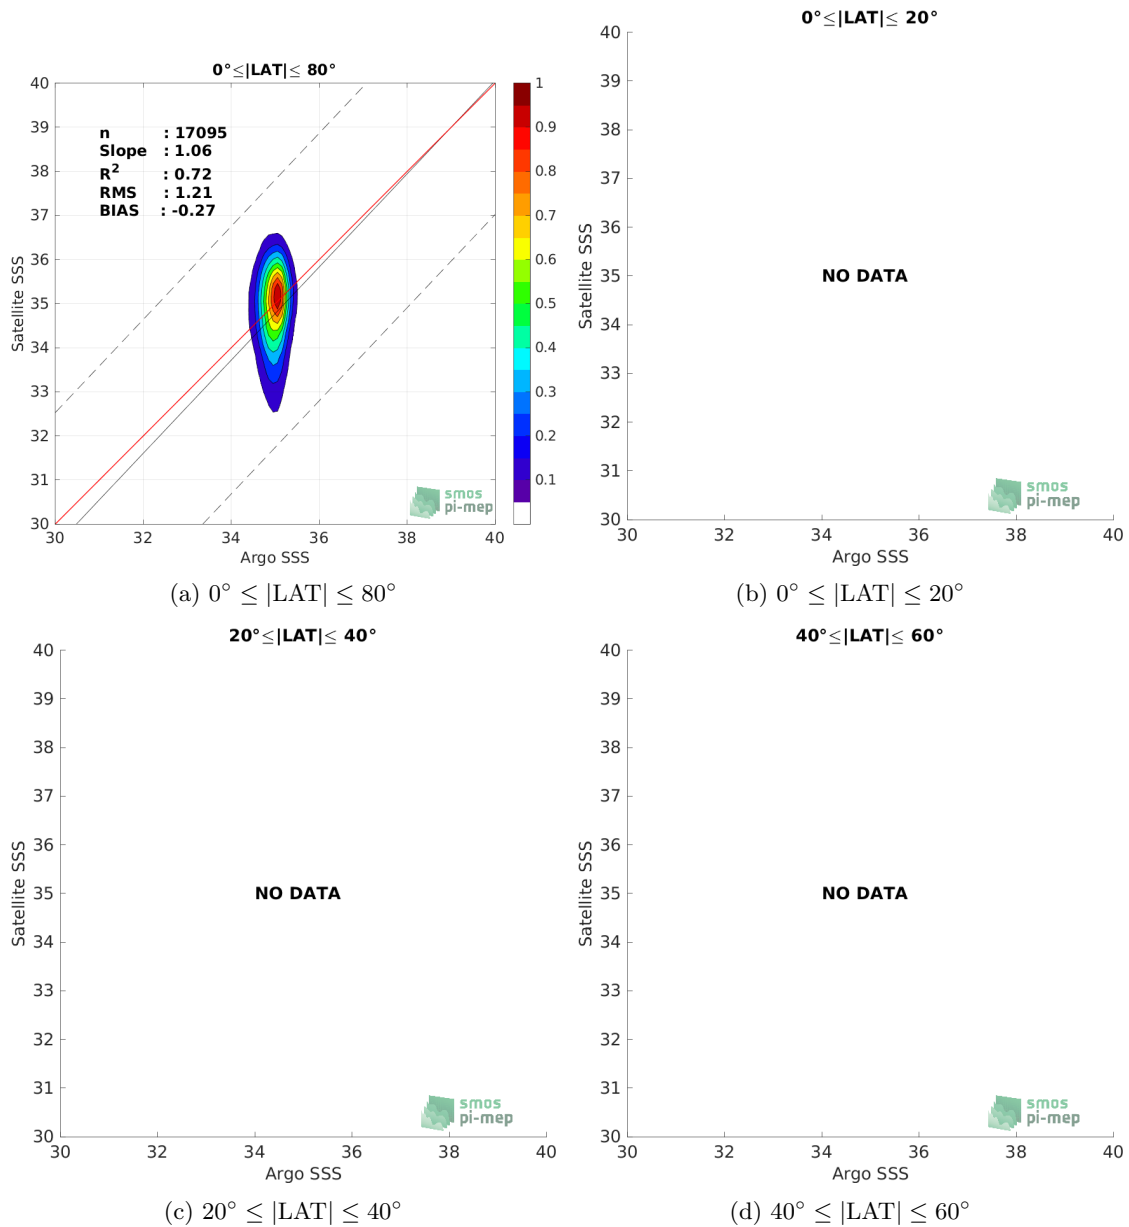 0°≤|LAT|≤ 80°
40
39
38
37
36
35
34
33
32
31
30
Satellite SSS
n : 17095
Slope : 1.06
R² : 0.72
RMS : 1.21
BIAS : -0.27
1
0.9
0.8
0.7
0.6
0.5
0.4
0.3
0.2
0.1
smos
pi-mep
30 32 34 36 38 40
Argo SSS
(a) 0° ≤ |LAT| ≤ 80°
0°≤|LAT|≤ 20°
40
39
38
37
36
35
34
33
32
31
30
Satellite SSS
NO DATA
smos
pi-mep
30 32 34 36 38 40
Argo SSS
(b) 0° ≤ |LAT| ≤ 20°
20°≤|LAT|≤ 40°
40
39
38
37
36
35
34
33
32
31
30
Satellite SSS
NO DATA
smos
pi-mep
30 32 34 36 38 40
Argo SSS
(c) 20° ≤ |LAT| ≤ 40°
40°≤|LAT|≤ 60°
40
39
38
37
36
35
34
33
32
31
30
Satellite SSS
NO DATA
smos
pi-mep
30 32 34 36 38 40
Argo SSS
(d) 40° ≤ |LAT| ≤ 60°